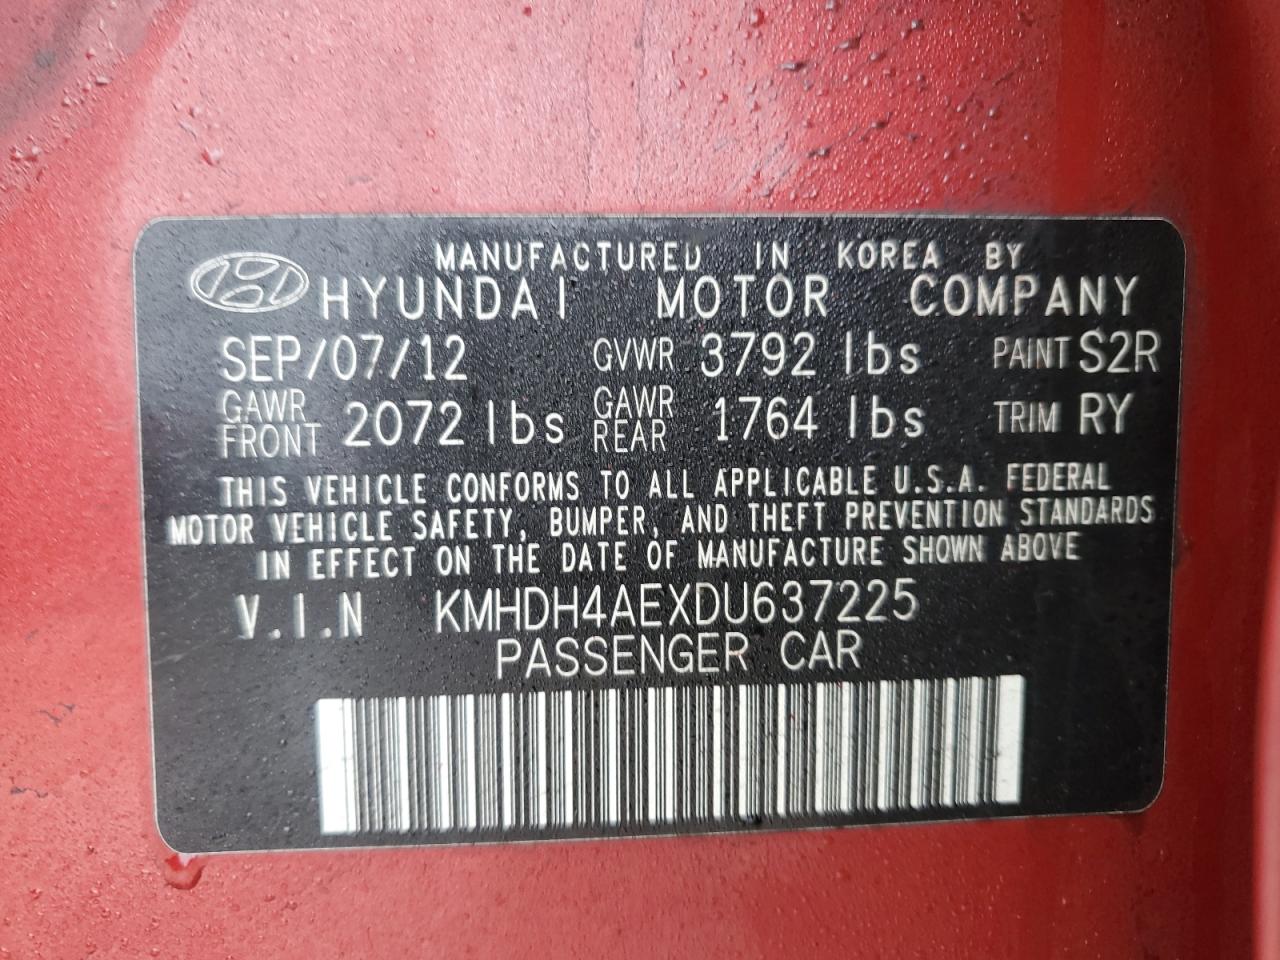 MANUFACTURED IN KOREA BY
HYUNDAI MOTOR COMPANY
SEP/07/12 GVWR 3792 lbs PAINT S2R
GAWR FRONT 2072 lbs GAWR REAR 1764 lbs TRIM RY
THIS VEHICLE CONFORMS TO ALL APPLICABLE U.S.A. FEDERAL
MOTOR VEHICLE SAFETY, BUMPER, AND THEFT PREVENTION STANDARDS
IN EFFECT ON THE DATE OF MANUFACTURE SHOWN ABOVE
V.I.N KMHDH4AEXDU637225
PASSENGER CAR